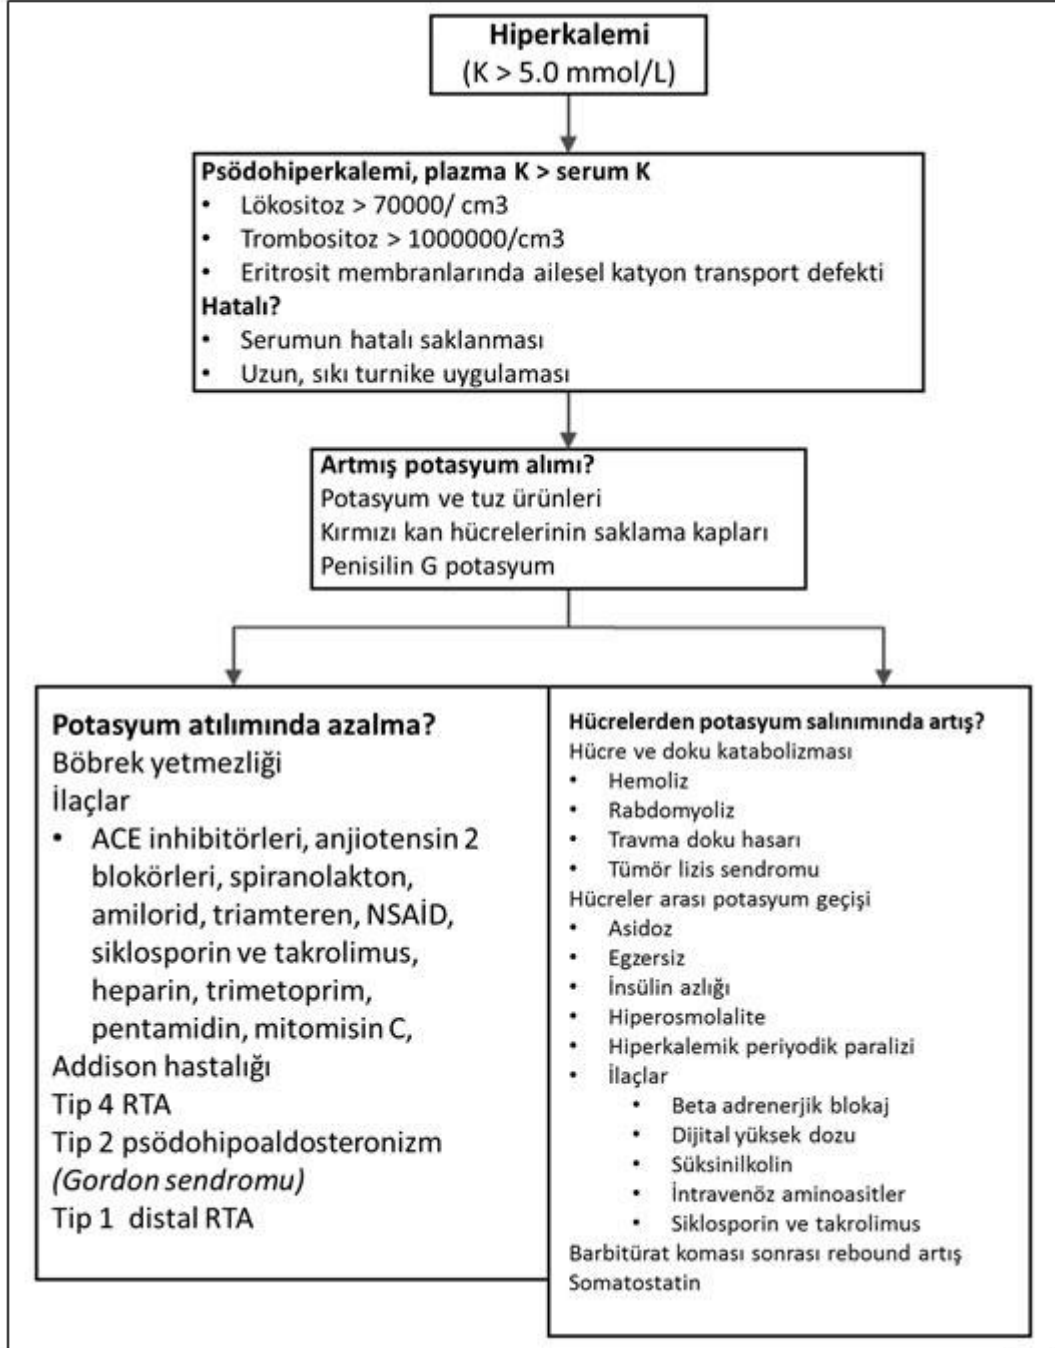 Hiperkalemi
(K > 5.0 mmol/L)
Psödohiperkalemi, plazma K > serum K
• Lökositoz > 70000/ cm3
• Trombositoz > 1000000/cm3
• Eritrosit membranlarında ailesel katyon transport defekti
Hatalı?
• Serumun hatalı saklanması
• Uzun, sıkı turnike uygulaması
Artmış potasyum alımı?
Potasyum ve tuz ürünleri
Kırmızı kan hücrelerinin saklama kapları
Penisilin G potasyum
Potasyum atılımında azalma?
Böbrek yetmezliği
İlaçlar
• ACE inhibitörleri, anjiotensin 2
blokörleri, spiranolakton,
amilorid, triamteren, NSAİD,
siklosporin ve takrolimus,
heparin, trimetoprim,
pentamidin, mitomisin C,
Addison hastalığı
Tip 4 RTA
Tip 2 psödohipoaldosteronizm
(Gordon sendromu)
Tip 1 distal RTA
Hücrelerden potasyum salınımında artış?
Hücre ve doku katabolizması
• Hemoliz
• Rabdomyoliz
• Travma doku hasarı
• Tümör lizis sendromu
Hücreler arası potasyum geçişi
• Asidoz
• Egzersiz
• İnsülin azlığı
• Hiperosmolalite
• Hiperkalemik periyodik paralizi
• İlaçlar
• Beta adrenerjik blokaj
• Dijital yüksek dozu
• Süksinilkolin
• İntravenöz aminoasitler
• Siklosporin ve takrolimus
Barbitürat koması sonrası rebound artış
Somatostatin